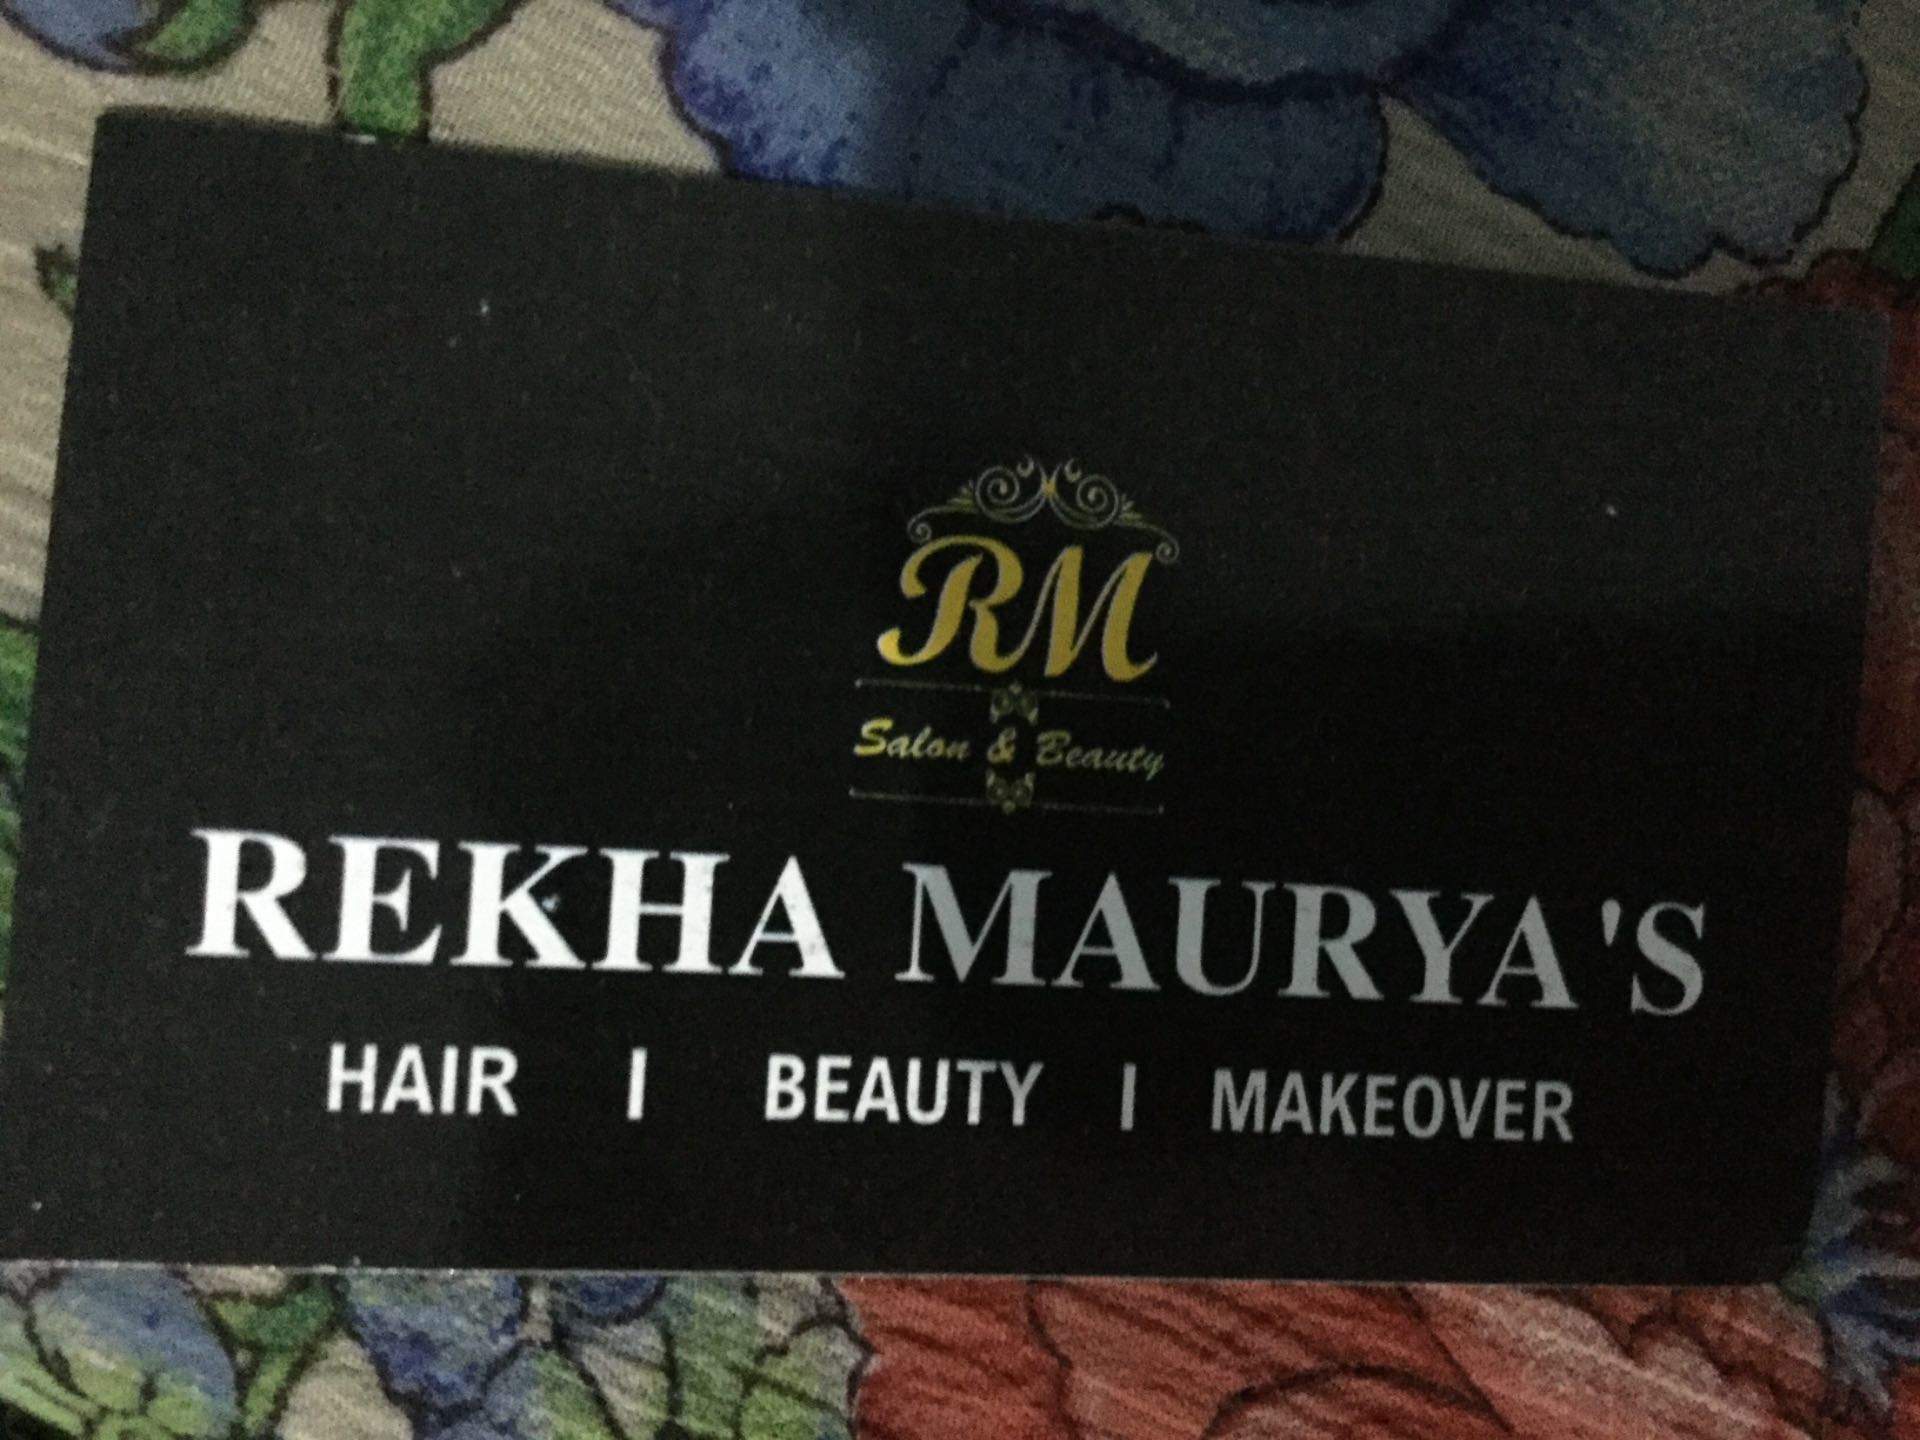 RM
Salon & Beauty
REKHA MAURYA'S
HAIR | BEAUTY | MAKEOVER